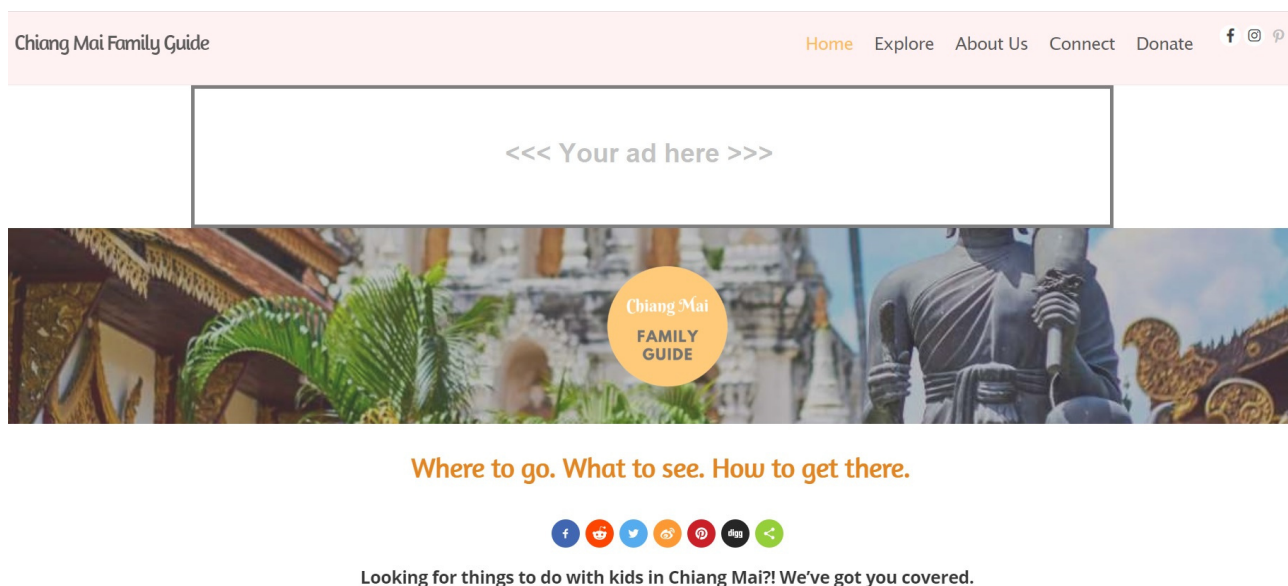 Chiang Mai Family Guide
Home Explore About Us Connect Donate
<<< Your ad here >>>
Chiang Mai
FAMILY
GUIDE
Where to go. What to see. How to get there.
digg
Looking for things to do with kids in Chiang Mai?! We've got you covered.